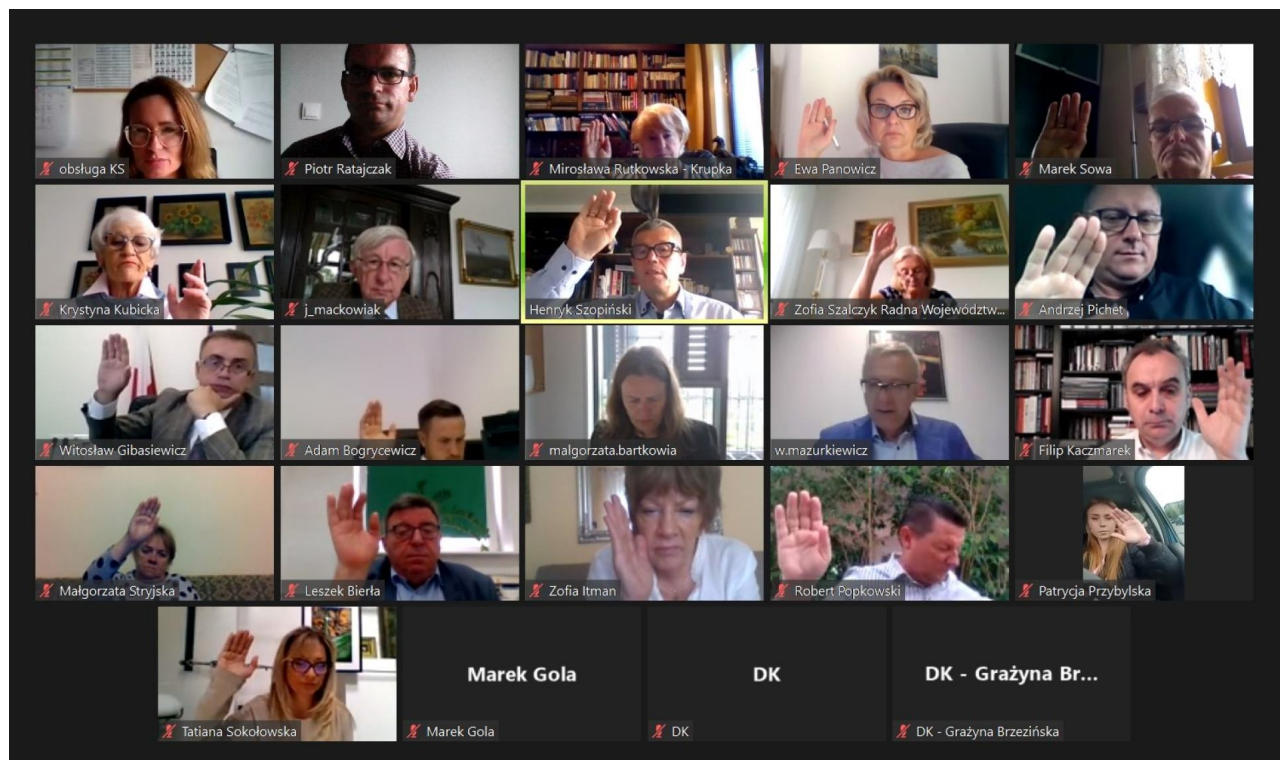 obsługa KS
Piotr Ratajczak
Mirosława Rutkowska - Krupka
Ewa Panowicz
Marek Sowa
Krystyna Kubicka
j_mackowiak
Henryk Szopiński
Zofia Szalczyk Radna Województw...
Andrzej Pichet
Witosław Gibasiewicz
Adam Bogrycewicz
malgorzata.bartkowia
w.mazurkiewicz
Filip Kaczmarek
Małgorzata Stryjska
Leszek Bierła
Zofia Itman
Robert Popkowski
Patrycja Przybylska
Tatiana Sokołowska
Marek Gola
Marek Gola
DK
DK
DK - Grażyna Br...
DK - Grażyna Brzezińska